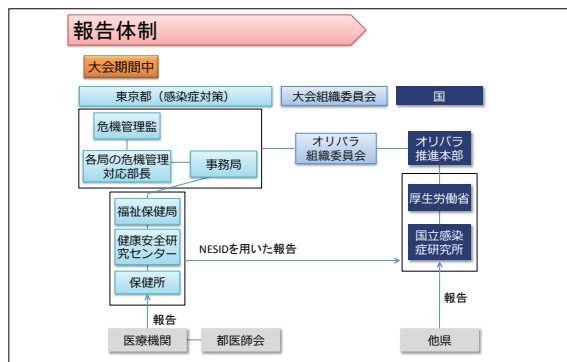 報告体制
大会期間中
東京都（感染症対策）
大会組織委員会
国
危機管理監
各局の危機管理
対応部長
事務局
オリパラ
組織委員会
オリパラ
推進本部
福祉保健局
健康安全研
究センター
保健所
厚生労働省
国立感染
症研究所
NESIDを用いた報告
報告
報告
医療機関
都医師会
他県